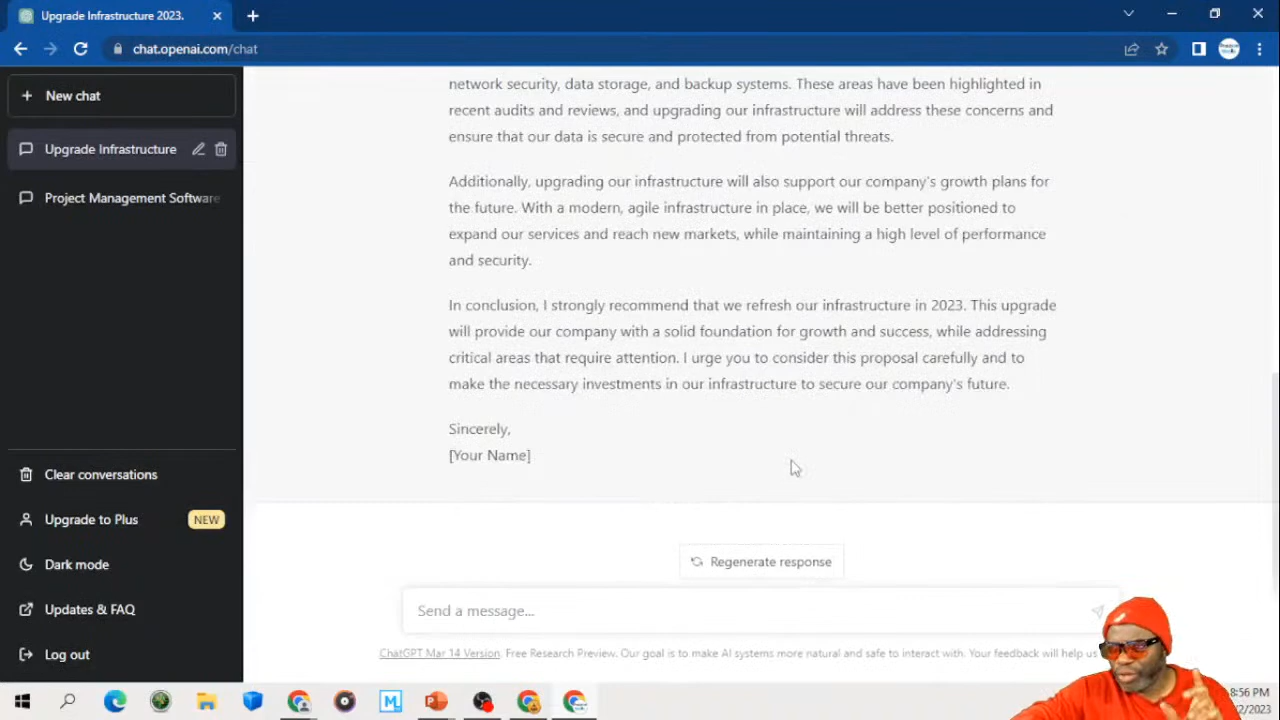 Upgrade Infrastructure 2023.
chat.openai.com/chat
New chat
Upgrade Infrastructure
Project Management Software
Clear conversations
Upgrade to Plus NEW
Dark mode
Updates & FAQ
Log out
network security, data storage, and backup systems. These areas have been highlighted in
recent audits and reviews, and upgrading our infrastructure will address these concerns and
ensure that our data is secure and protected from potential threats.
Additionally, upgrading our infrastructure will also support our company's growth plans for
the future. With a modern, agile infrastructure in place, we will be better positioned to
expand our services and reach new markets, while maintaining a high level of performance
and security.
In conclusion, I strongly recommend that we refresh our infrastructure in 2023. This upgrade
will provide our company with a solid foundation for growth and success, while addressing
critical areas that require attention. I urge you to consider this proposal carefully and to
make the necessary investments in our infrastructure to secure our company's future.
Sincerely,
[Your Name]
Regenerate response
Send a message...
ChatGPT Mar 14 Version. Free Research Preview. Our goal is to make AI systems more natural and safe to interact with. Your feedback will help us
8:56 PM
/2/2023